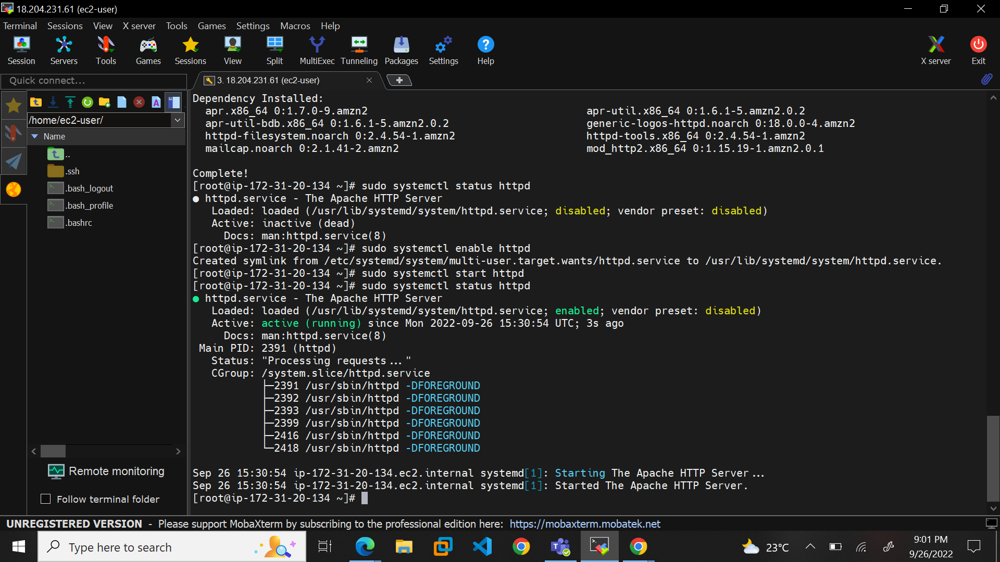 18.204.231.61 (ec2-user)
Terminal Sessions View X server Tools Games Settings Macros Help
Session Servers Tools Games Sessions View Split MultiExec Tunneling Packages Settings Help X server Exit
Quick connect...
3. 18.204.231.61 (ec2-user)
/home/ec2-user/
Name
..
.ssh
.bash_logout
.bash_profile
.bashrc
Remote monitoring
Follow terminal folder
Dependency Installed:
apr.x86_64 0:1.7.0-9.amzn2 apr-util.x86_64 0:1.6.1-5.amzn2.0.2
apr-util-bdb.x86_64 0:1.6.1-5.amzn2.0.2 generic-logos-httpd.noarch 0:18.0.0-4.amzn2
httpd-filesystem.noarch 0:2.4.54-1.amzn2 httpd-tools.x86_64 0:2.4.54-1.amzn2
mailcap.noarch 0:2.1.41-2.amzn2 mod_http2.x86_64 0:1.15.19-1.amzn2.0.1
Complete!
[root@ip-172-31-20-134 ~]# sudo systemctl status httpd
● httpd.service - The Apache HTTP Server
Loaded: loaded (/usr/lib/systemd/system/httpd.service; disabled; vendor preset: disabled)
Active: inactive (dead)
Docs: man:httpd.service(8)
[root@ip-172-31-20-134 ~]# sudo systemctl enable httpd
Created symlink from /etc/systemd/system/multi-user.target.wants/httpd.service to /usr/lib/systemd/system/httpd.service.
[root@ip-172-31-20-134 ~]# sudo systemctl start httpd
[root@ip-172-31-20-134 ~]# sudo systemctl status httpd
● httpd.service - The Apache HTTP Server
Loaded: loaded (/usr/lib/systemd/system/httpd.service; enabled; vendor preset: disabled)
Active: active (running) since Mon 2022-09-26 15:30:54 UTC; 3s ago
Docs: man:httpd.service(8)
Main PID: 2391 (httpd)
Status: "Processing requests..."
CGroup: /system.slice/httpd.service
├─2391 /usr/sbin/httpd -DFOREGROUND
├─2392 /usr/sbin/httpd -DFOREGROUND
├─2393 /usr/sbin/httpd -DFOREGROUND
├─2399 /usr/sbin/httpd -DFOREGROUND
├─2416 /usr/sbin/httpd -DFOREGROUND
└─2418 /usr/sbin/httpd -DFOREGROUND
Sep 26 15:30:54 ip-172-31-20-134.ec2.internal systemd[1]: Starting The Apache HTTP Server...
Sep 26 15:30:54 ip-172-31-20-134.ec2.internal systemd[1]: Started The Apache HTTP Server.
[root@ip-172-31-20-134 ~]#
UNREGISTERED VERSION - Please support MobaXterm by subscribing to the professional edition here: https://mobaxterm.mobatek.net
Type here to search
23°C
9:01 PM
9/26/2022